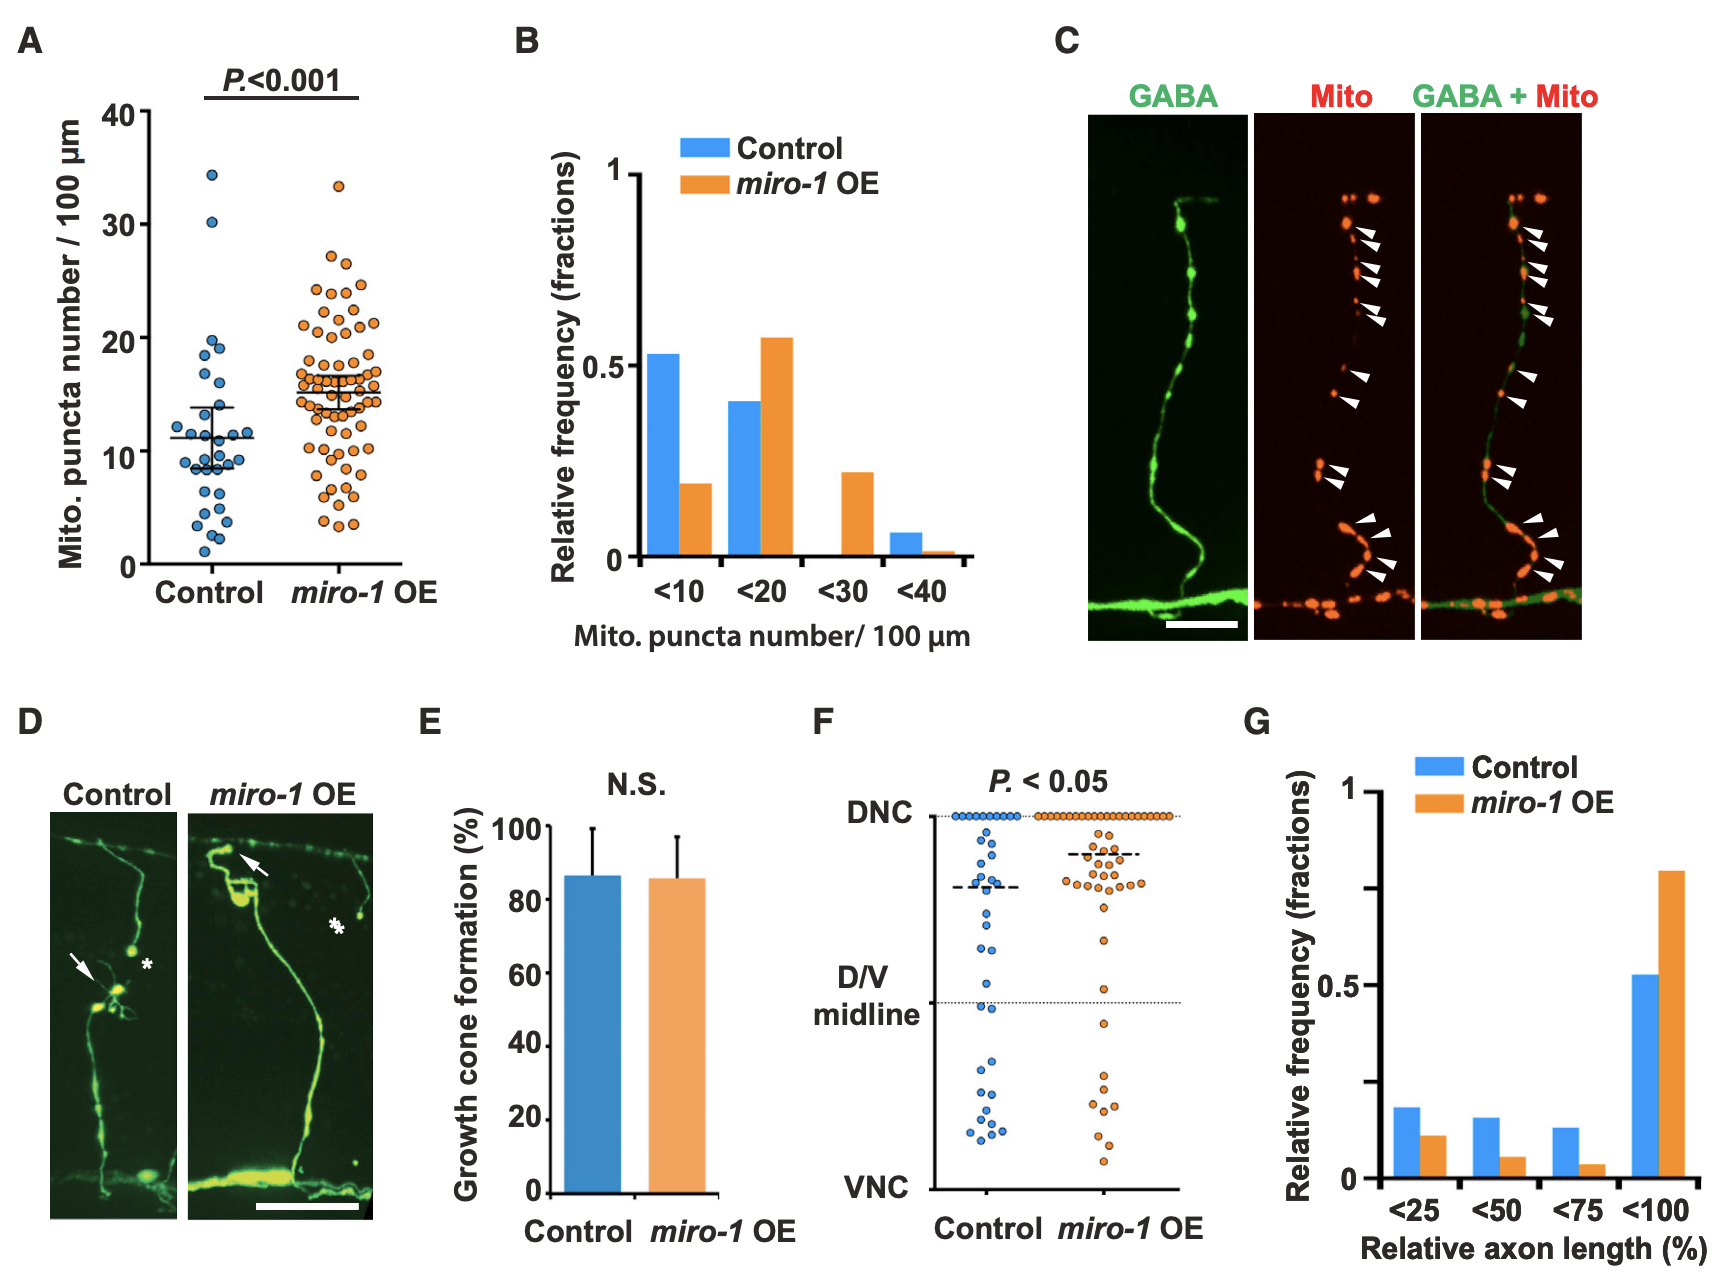 A
P.<0.001
Mito. puncta number / 100 µm
40
30
20
10
0
Control
miro-1 OE
B
Control
miro-1 OE
Relative frequency (fractions)
1
0.5
0
<10
<20
<30
<40
Mito. puncta number/ 100 µm
C
GABA
Mito
GABA + Mito
D
Control
miro-1 OE
*
**
E
N.S.
Growth cone formation (%)
100
80
60
40
20
0
Control
miro-1 OE
F
P. < 0.05
DNC
D/V
midline
VNC
Control
miro-1 OE
G
Control
miro-1 OE
Relative frequency (fractions)
1
0.5
0
<25
<50
<75
<100
Relative axon length (%)